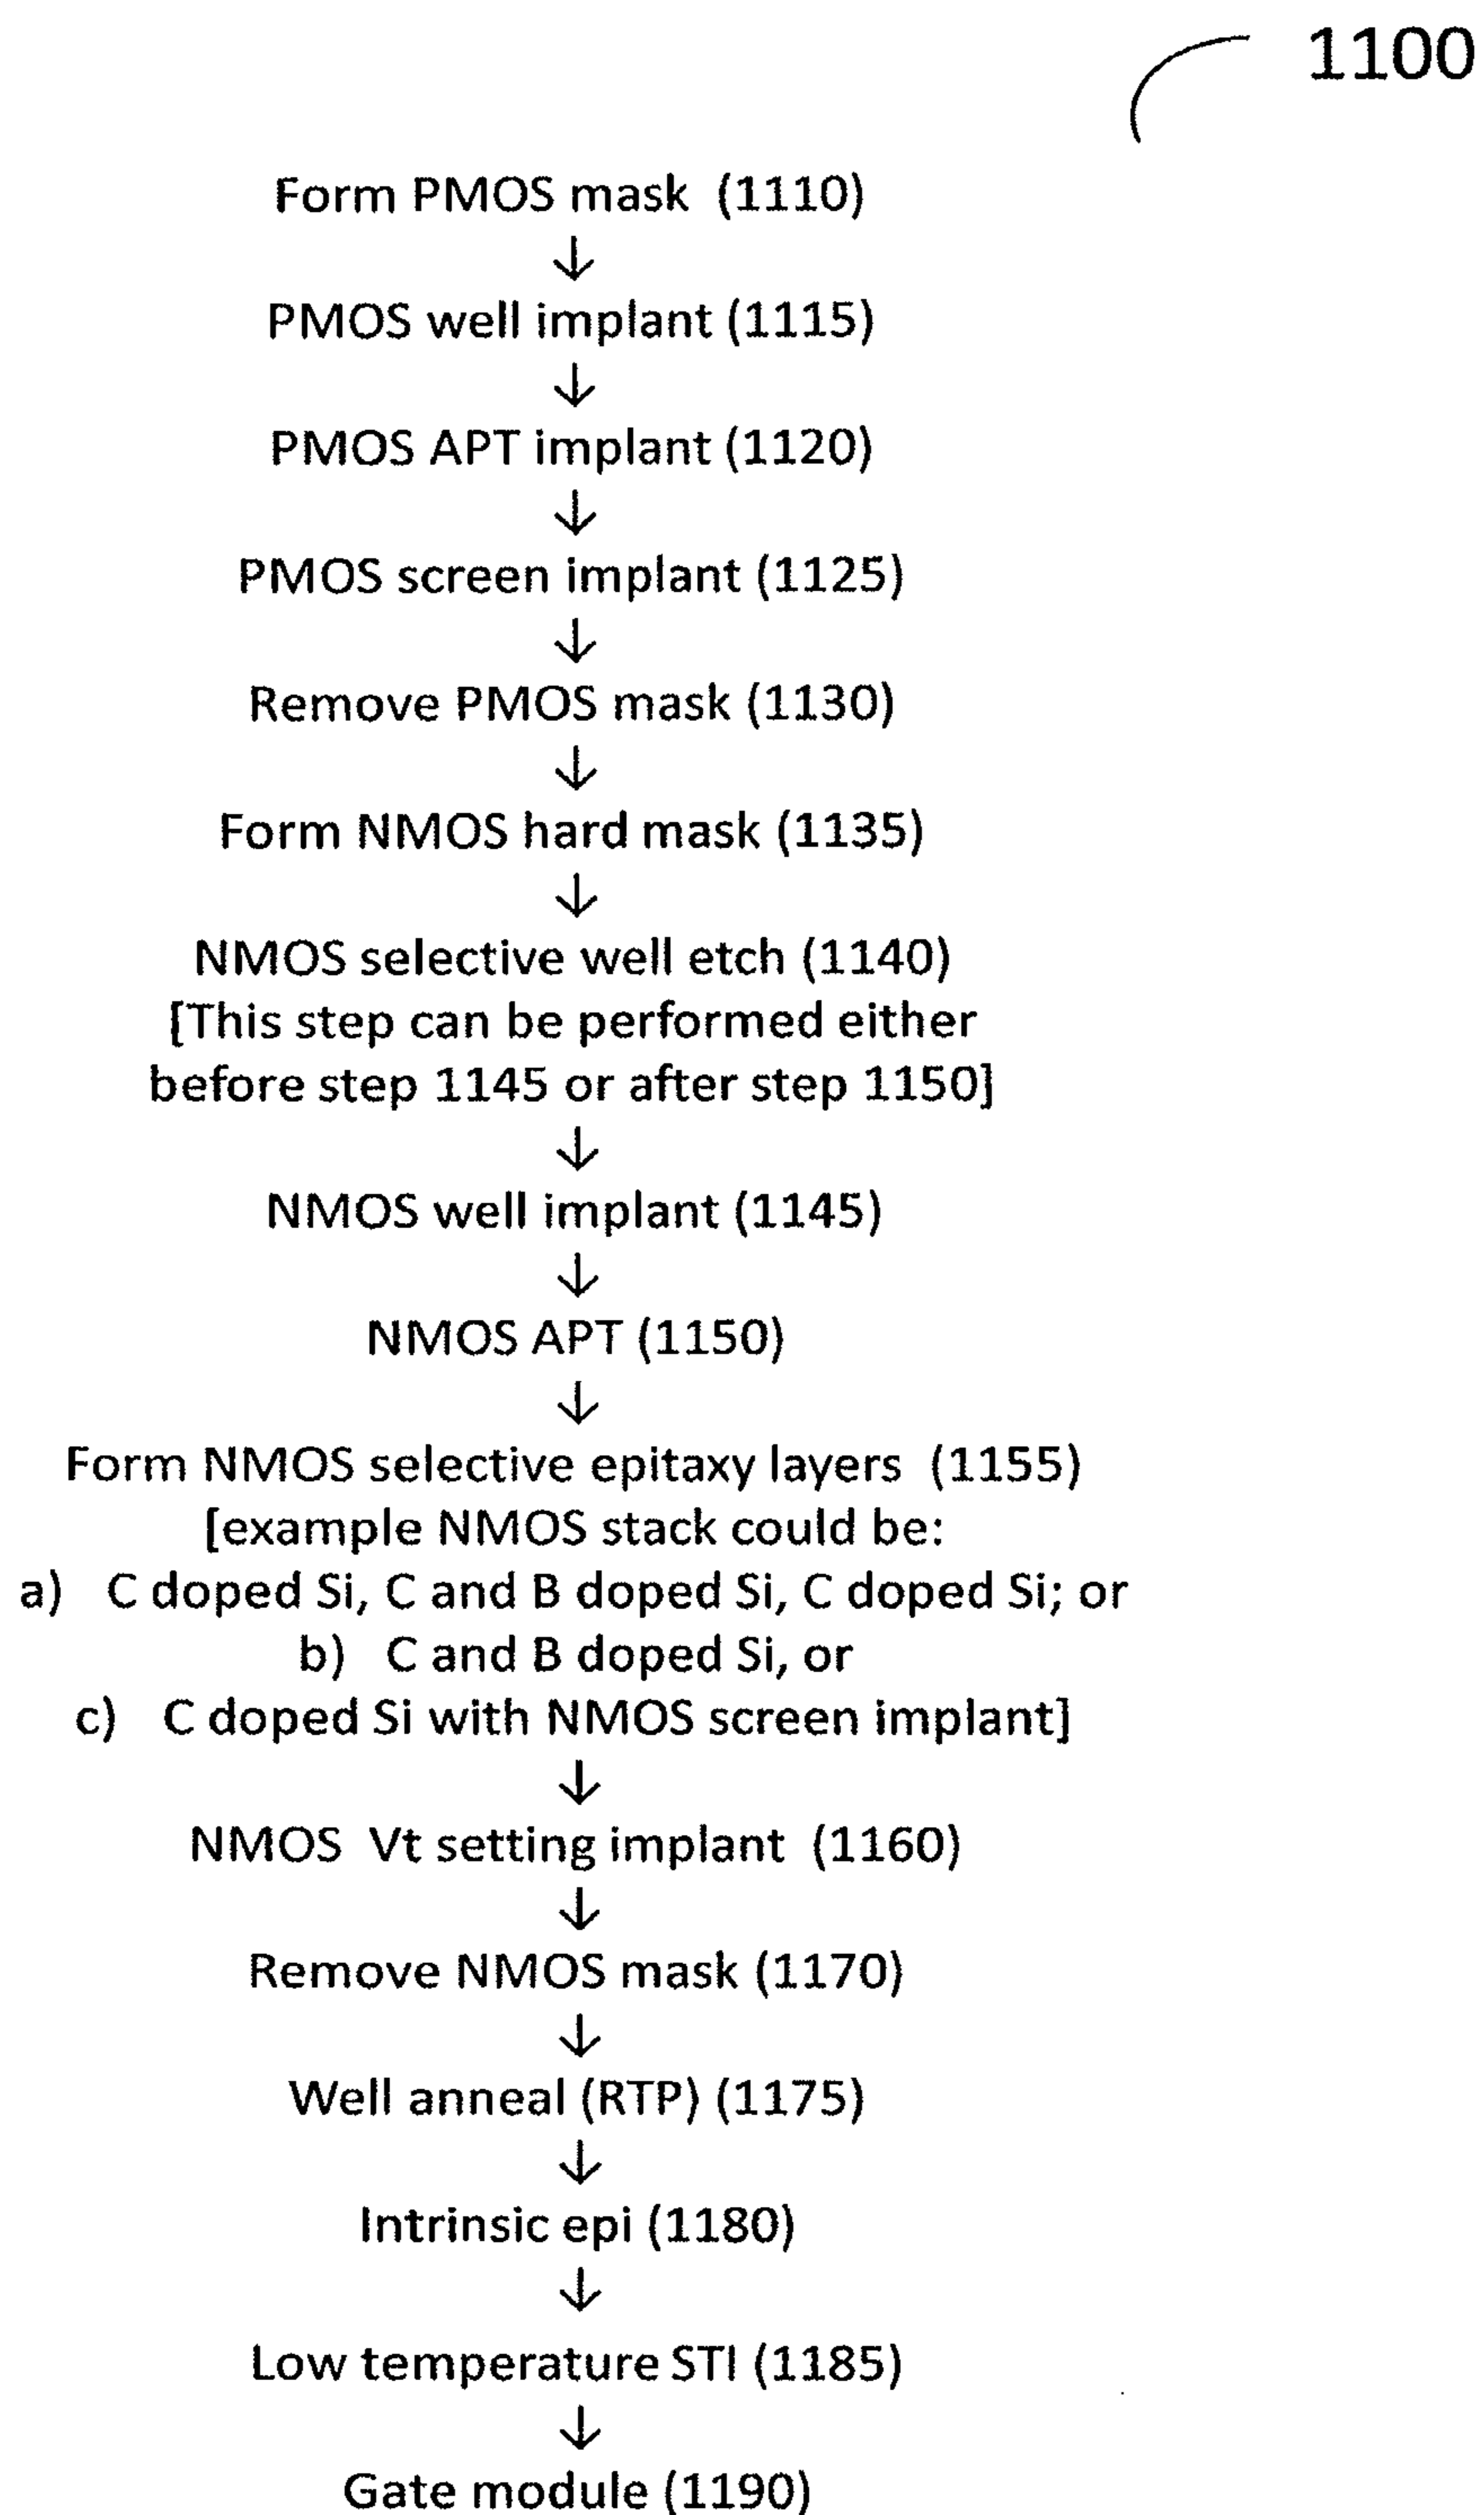 1100
Form PMOS mask (1110)
↓
PMOS well implant (1115)
↓
PMOS APT implant (1120)
↓
PMOS screen implant (1125)
↓
Remove PMOS mask (1130)
↓
Form NMOS hard mask (1135)
↓
NMOS selective well etch (1140)
[This step can be performed either
before step 1145 or after step 1150]
↓
NMOS well implant (1145)
↓
NMOS APT (1150)
↓
Form NMOS selective epitaxy layers (1155)
[example NMOS stack could be:
a) C doped Si, C and B doped Si, C doped Si; or
b) C and B doped Si, or
c) C doped Si with NMOS screen implant]
↓
NMOS Vt setting implant (1160)
↓
Remove NMOS mask (1170)
↓
Well anneal (RTP) (1175)
↓
Intrinsic epi (1180)
↓
Low temperature STI (1185)
↓
Gate module (1190)